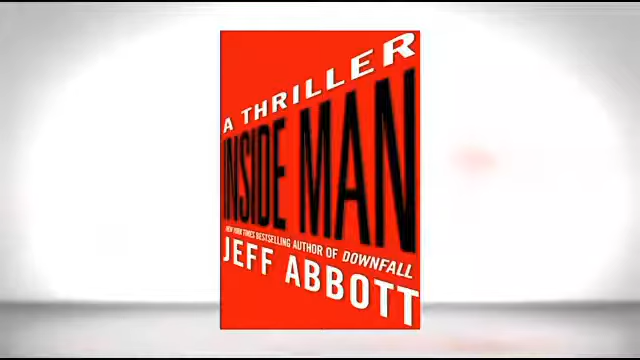 A THRILLER
INSIDE MAN
NEW YORK TIMES BESTSELLING AUTHOR OF DOWNFALL
JEFF ABBOTT